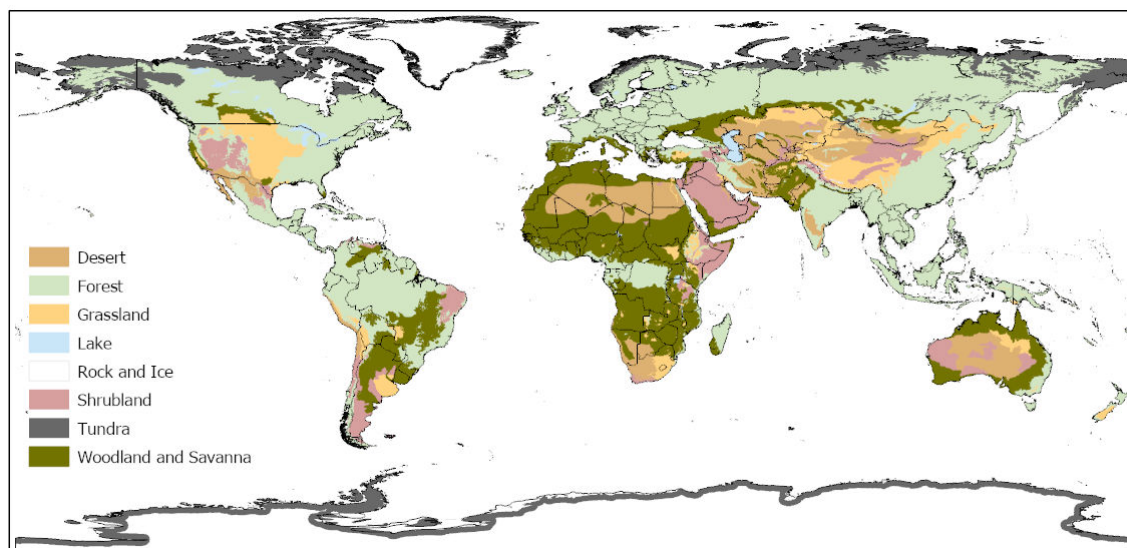 Desert
Forest
Grassland
Lake
Rock and Ice
Shrubland
Tundra
Woodland and Savanna